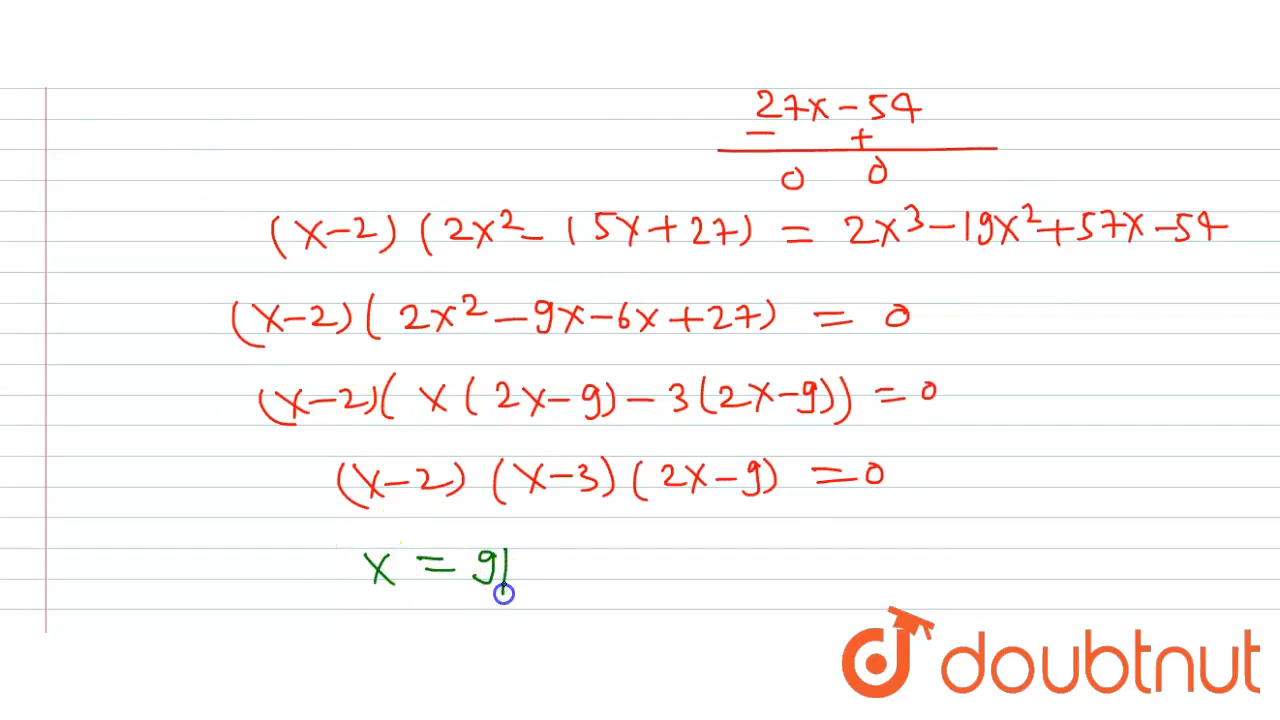 27x - 54
- +
0 0
(x-2) (2x² - 15x + 27) = 2x³ - 19x² + 57x - 54
(x-2) (2x² - 9x - 6x + 27) = 0
(x-2) (x(2x-9) - 3(2x-9)) = 0
(x-2) (x-3) (2x-9) = 0
x = 9|
doubtnut